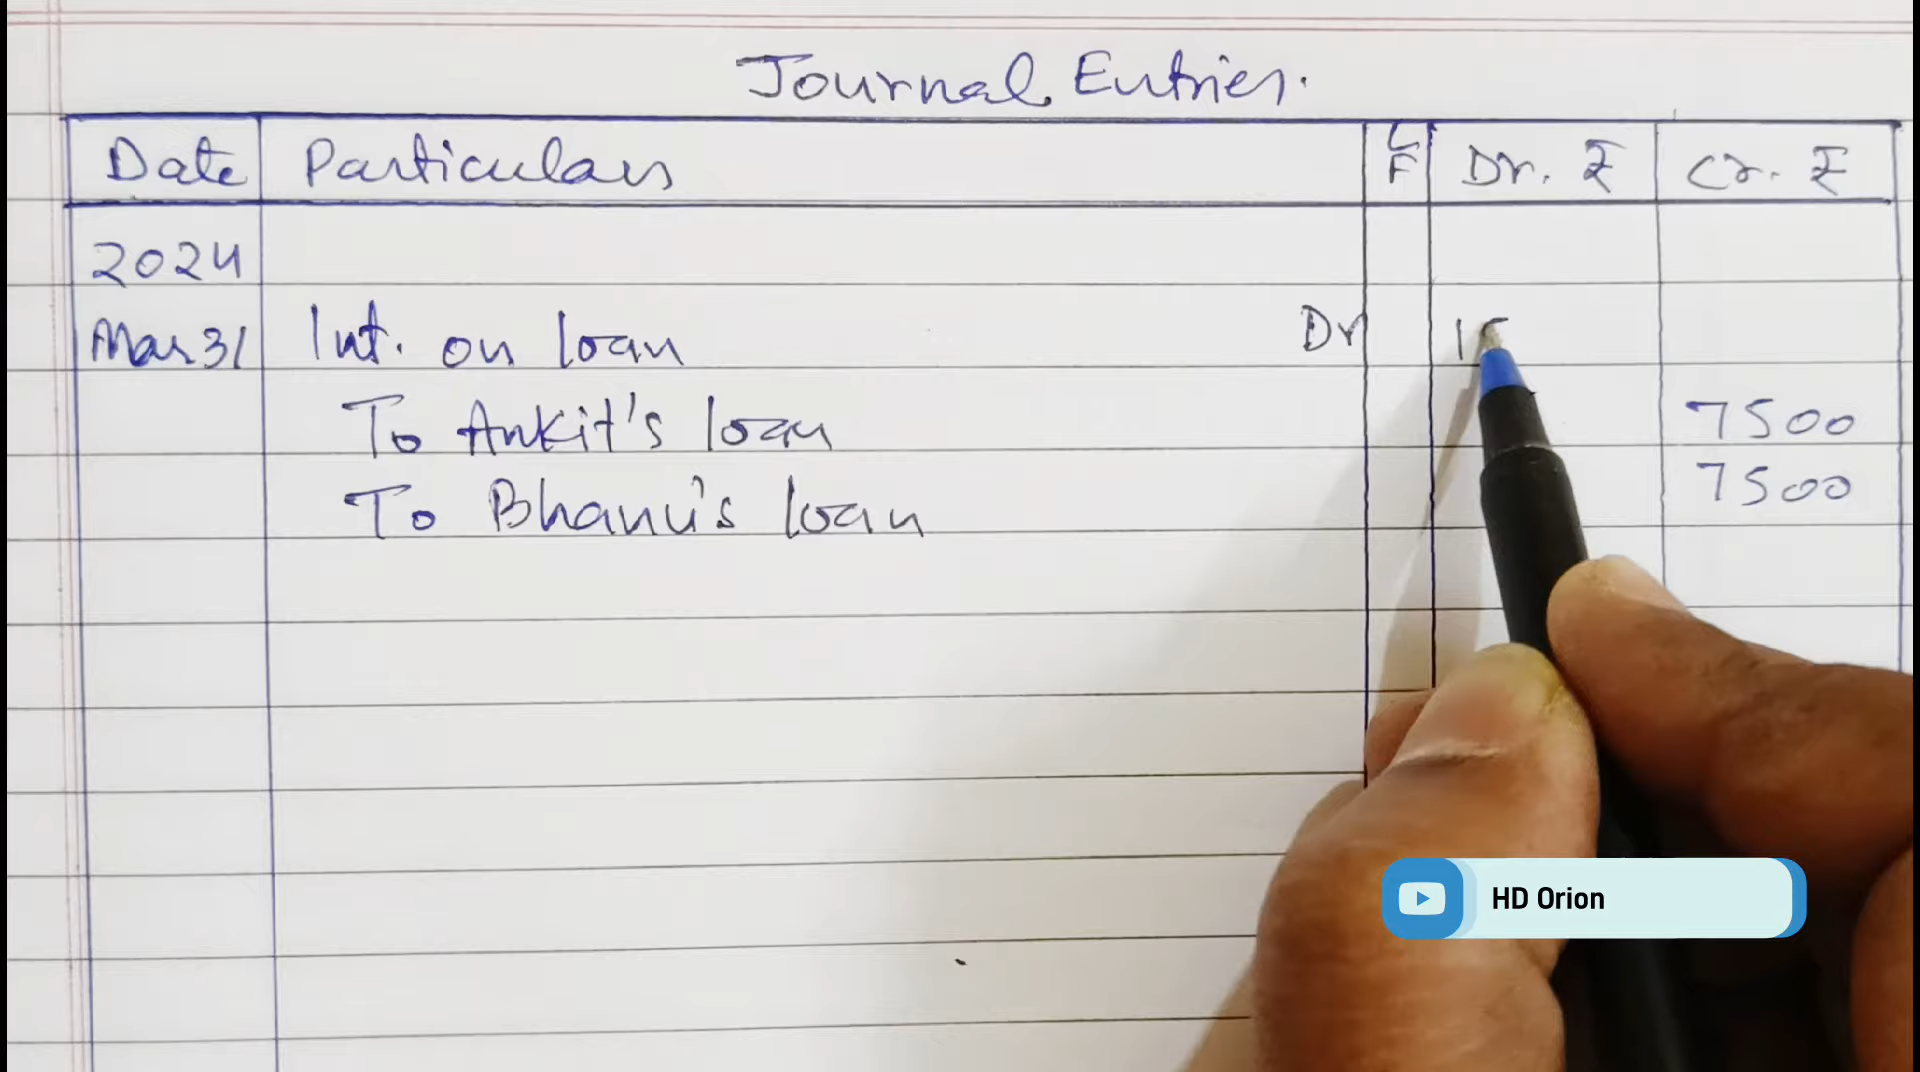 Journal Entries.
Date Particulars LF Dr. ₹ Cr. ₹
2024
Mar 31 Int. on loan Dr 15
To Ankit's loan 7500
To Bhanu's loan 7500
HD Orion